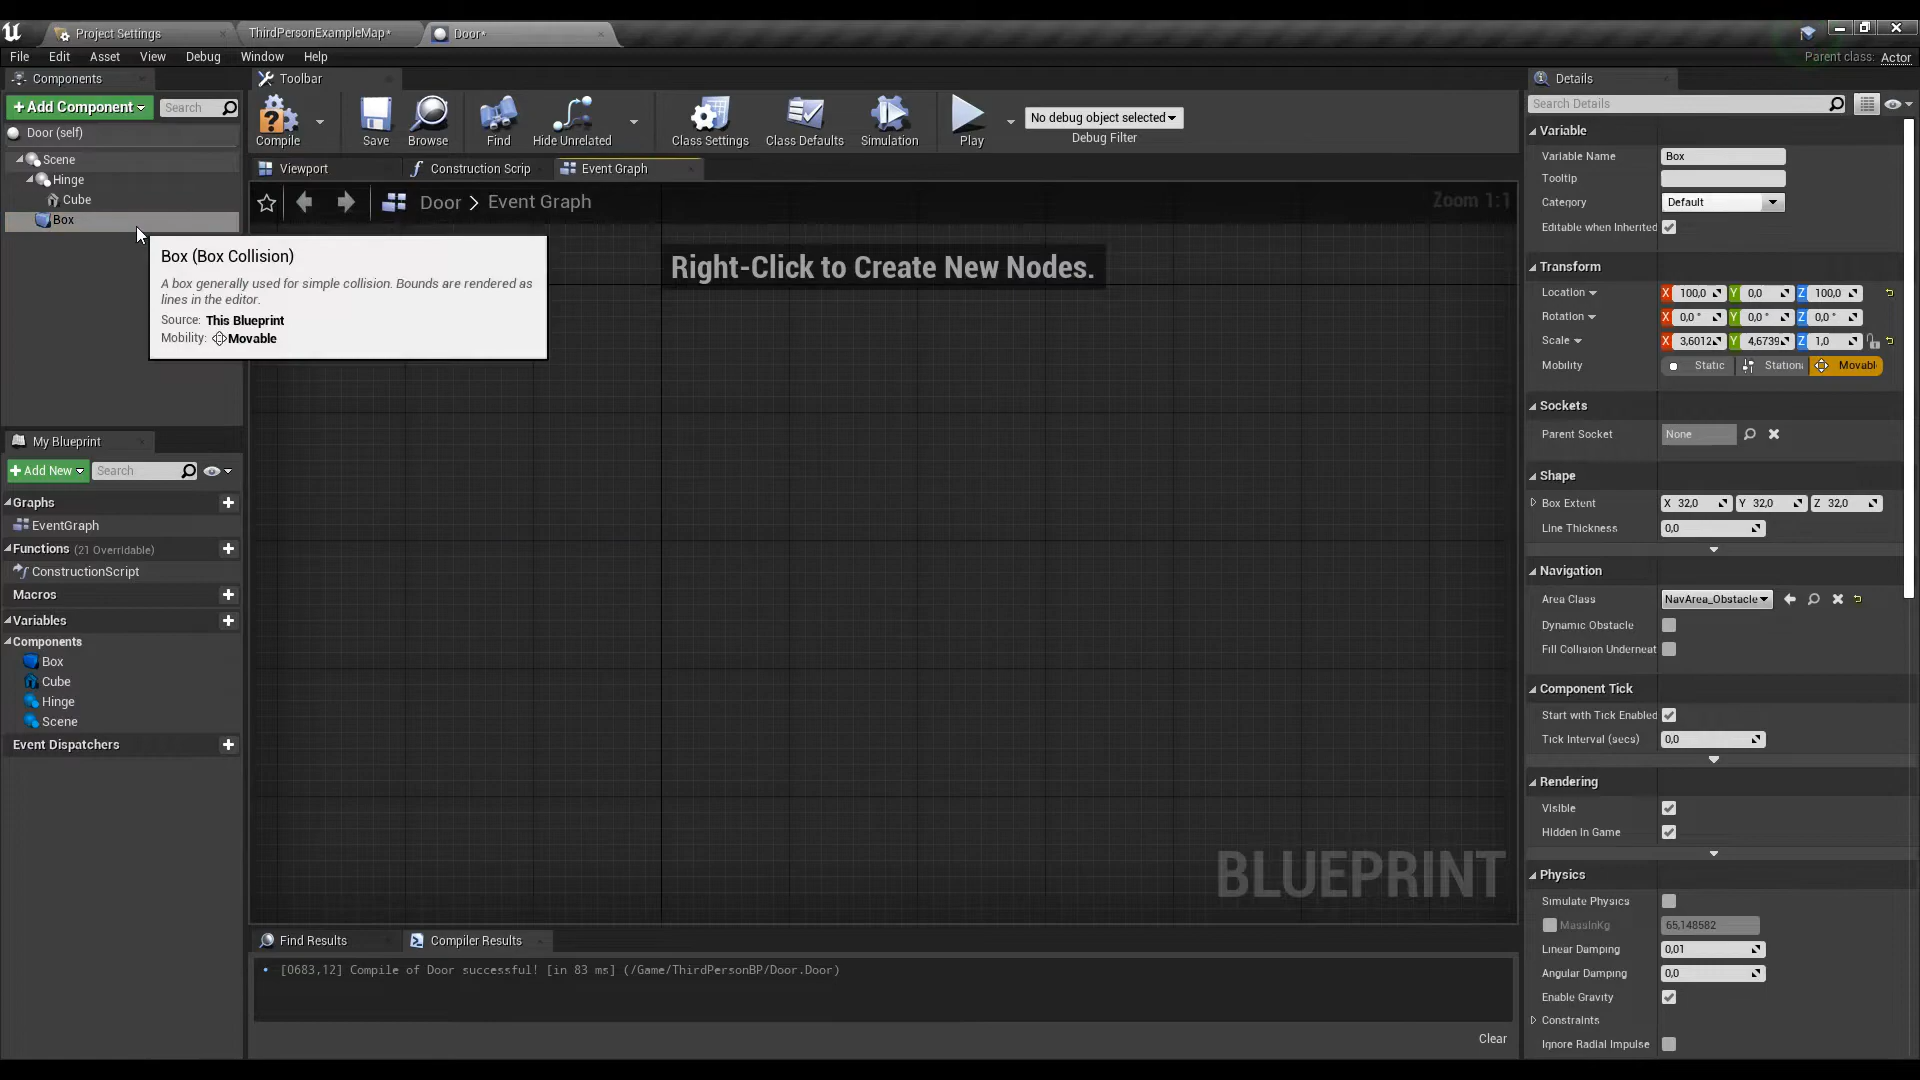 Project Settings
ThirdPersonExampleMap*
Door*
File Edit Asset View Debug Window Help
Parent class: Actor
Components
+ Add Component
Search
Door (self)
Scene
Hinge
Cube
Box
Box (Box Collision)
A box generally used for simple collision. Bounds are rendered as
lines in the editor.
Source: This Blueprint
Mobility: Movable
My Blueprint
+ Add New
Search
Graphs
EventGraph
Functions (21 Overridable)
ConstructionScript
Macros
Variables
Components
Box
Cube
Hinge
Scene
Event Dispatchers
Toolbar
Compile
Save
Browse
Find
Hide Unrelated
Class Settings
Class Defaults
Simulation
Play
No debug object selected
Debug Filter
Viewport
Construction Scrip
Event Graph
Door > Event Graph
Zoom 1:1
Right-Click to Create New Nodes.
BLUEPRINT
Find Results
Compiler Results
[0683,12] Compile of Door successful! [in 83 ms] (/Game/ThirdPersonBP/Door.Door)
Clear
Details
Search Details
Variable
Variable Name Box
Tooltip
Category Default
Editable when Inherited
Transform
Location X 100,0 Y 0,0 Z 100,0
Rotation X 0,0 ° Y 0,0 ° Z 0,0 °
Scale X 3,6012 Y 4,6739 Z 1,0
Mobility Static Stationa Movabl
Sockets
Parent Socket None
Shape
Box Extent X 32,0 Y 32,0 Z 32,0
Line Thickness 0,0
Navigation
Area Class NavArea_Obstacle
Dynamic Obstacle
Fill Collision Underneat
Component Tick
Start with Tick Enabled
Tick Interval (secs) 0,0
Rendering
Visible
Hidden in Game
Physics
Simulate Physics
MassInKg 65,148582
Linear Damping 0,01
Angular Damping 0,0
Enable Gravity
Constraints
Ignore Radial Impulse